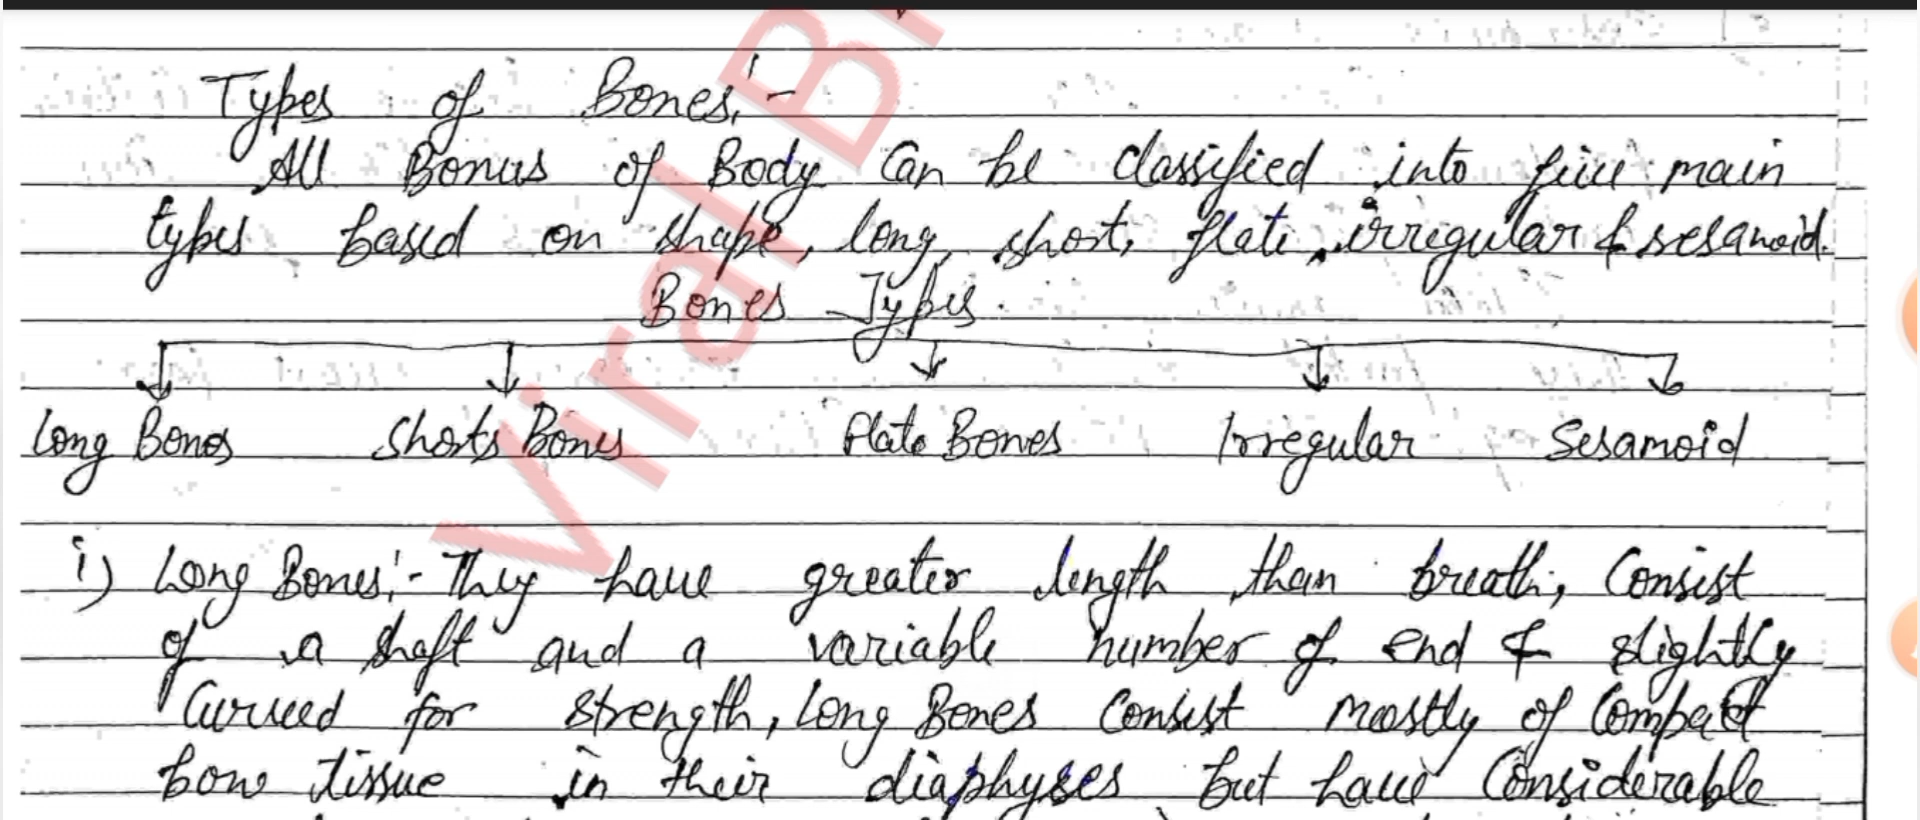 Types of Bones:-
All Bones of Body Can be classified into five main
types based on shape, long, short, flate, irregular & sesamoid.
Bones Types
Long Bones Shorts Bones Flate Bones Irregular Sesamoid
i) Long Bones:- They have greater length than breath, Consist
of a shaft and a variable number of end & slightly
Curved for strength, Long Bones Consist mostly of Compact
bone tissue in their diaphyses but have Considerable
Viral B